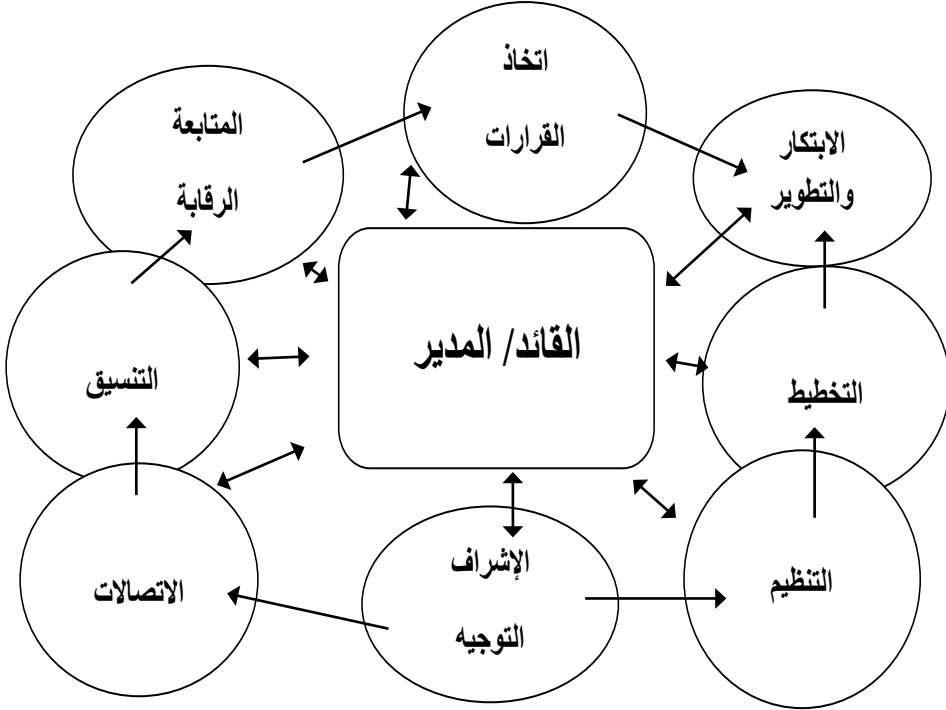 اتخاذ
القرارات
المتابعة
الرقابة
الابتكار
والتطوير
القائد/ المدير
التنسيق
التخطيط
الإشراف
التوجيه
الاتصالات
التنظيم